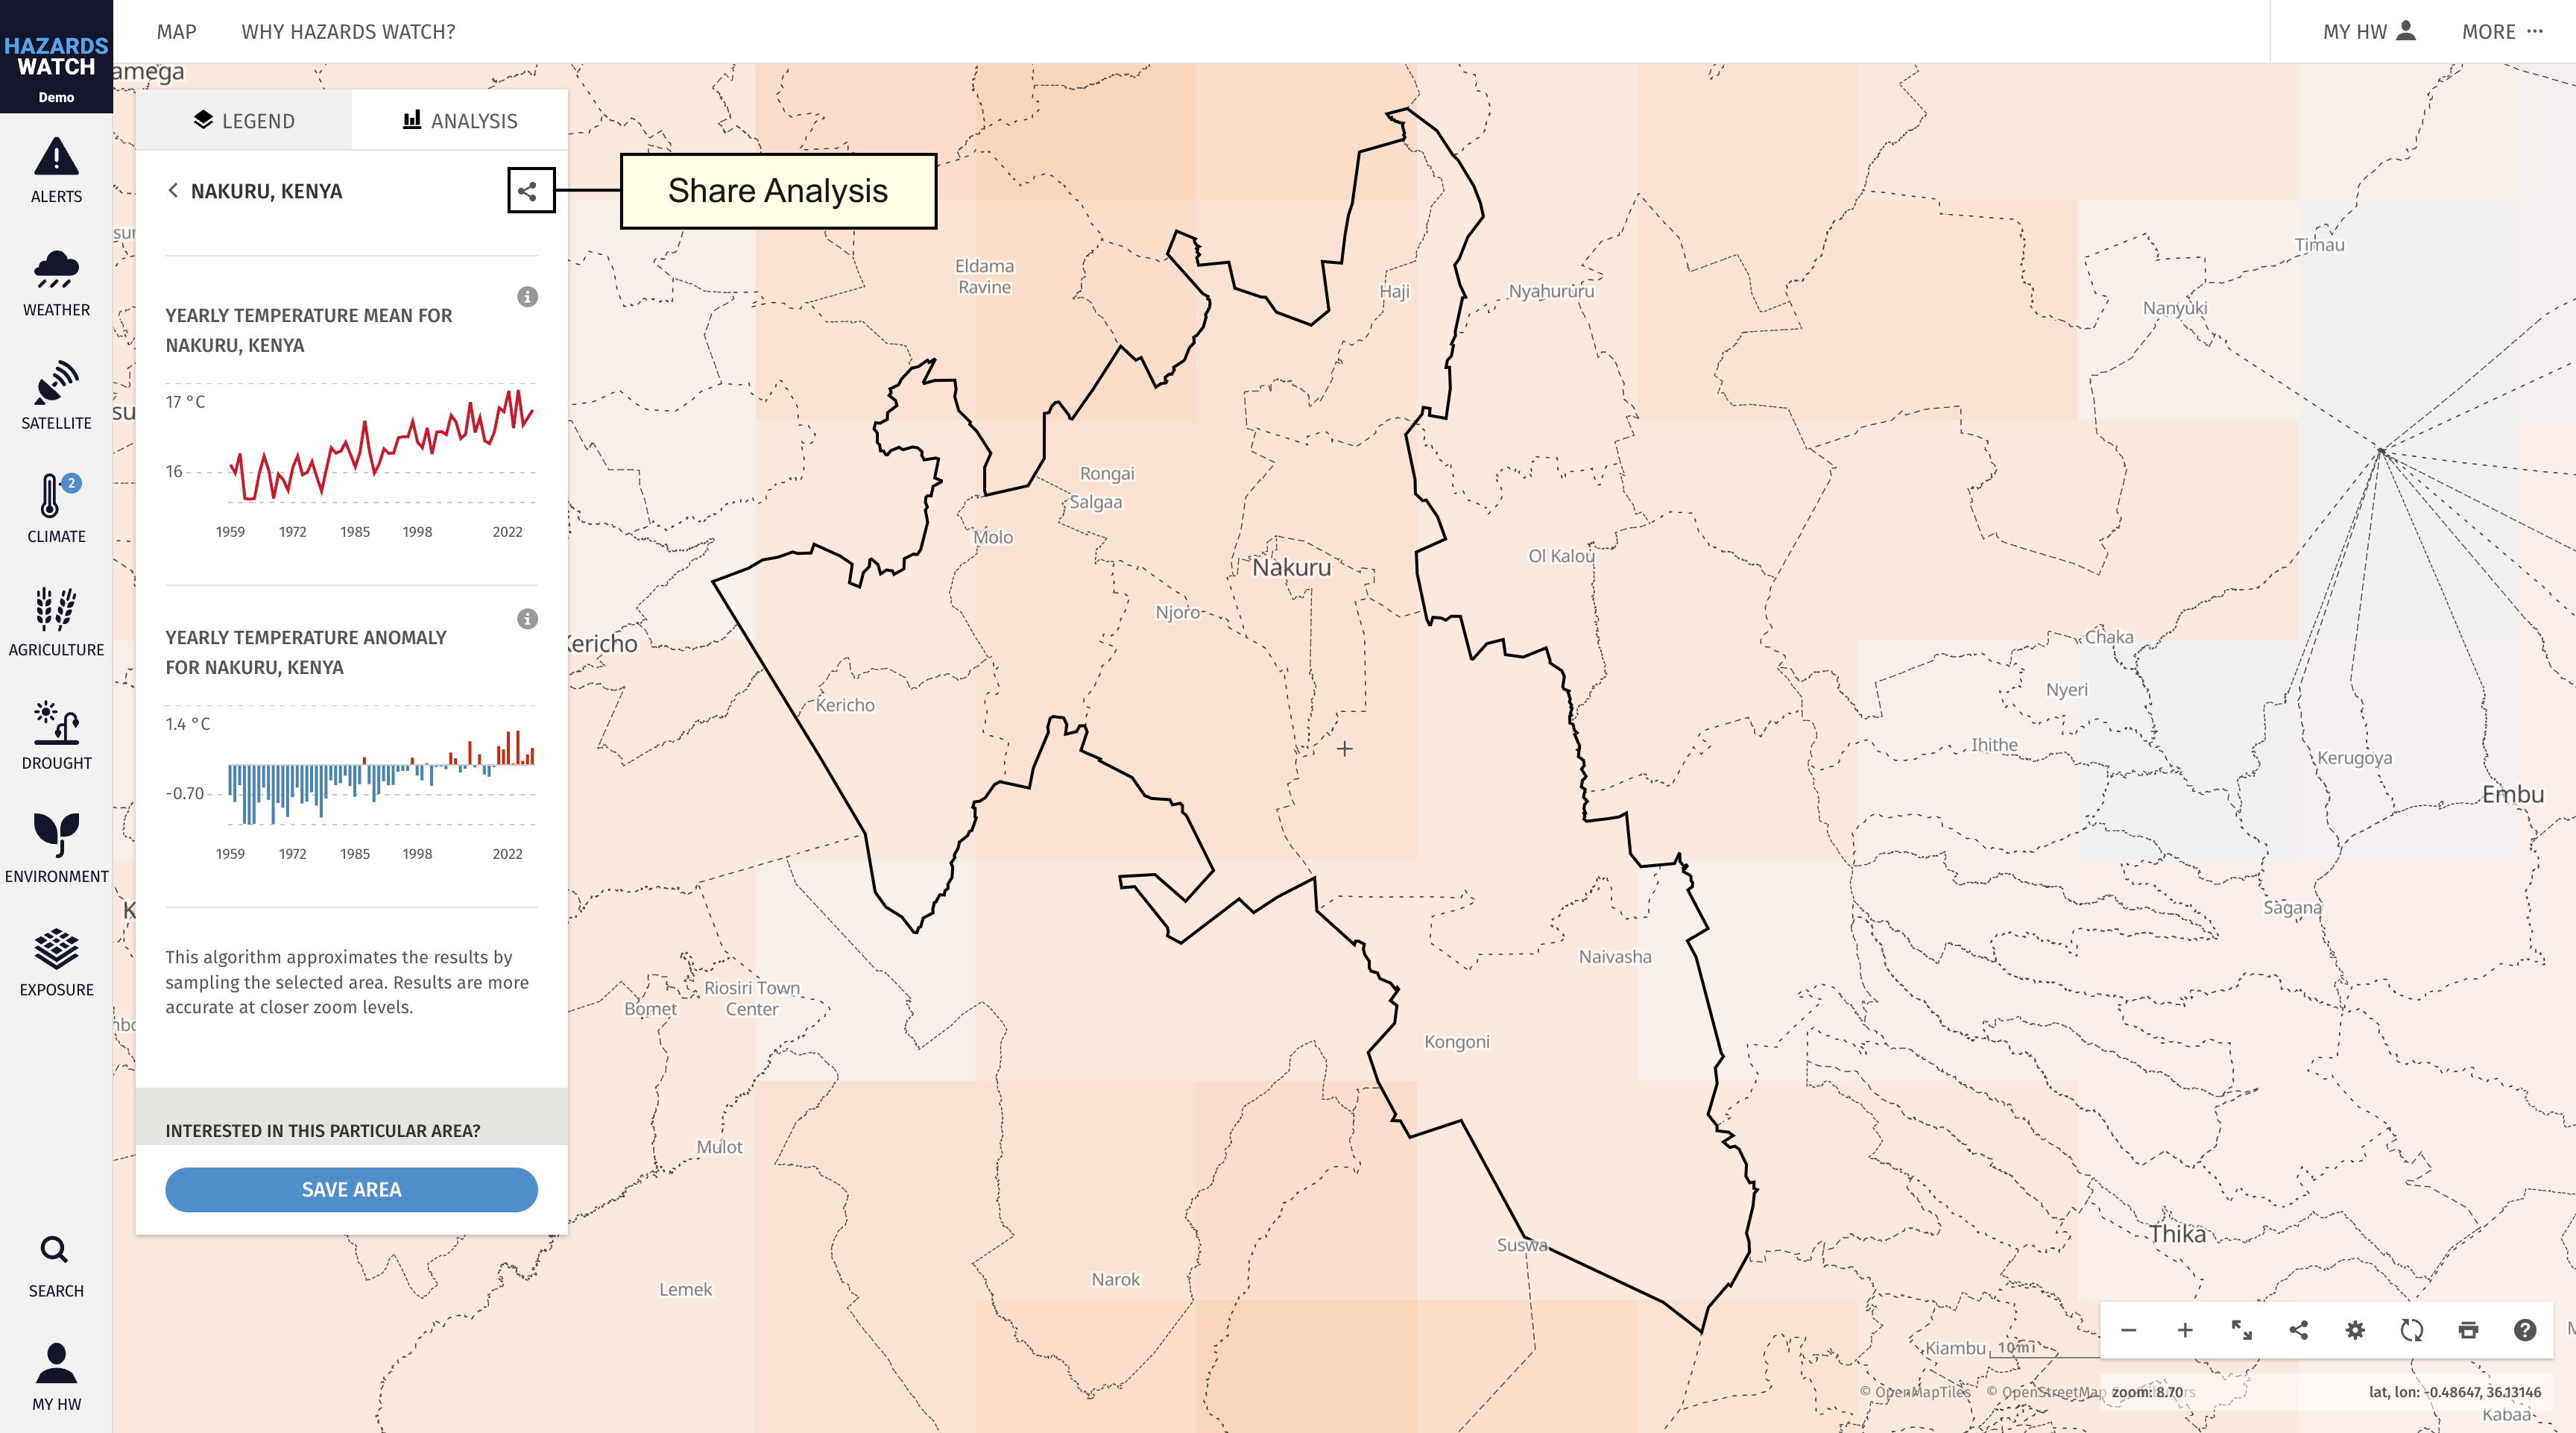 HAZARDS
WATCH
Demo
MAP
WHY HAZARDS WATCH?
MY HW
MORE
ALERTS
WEATHER
SATELLITE
CLIMATE
2
AGRICULTURE
DROUGHT
ENVIRONMENT
EXPOSURE
SEARCH
MY HW
LEGEND
ANALYSIS
NAKURU, KENYA
Share Analysis
YEARLY TEMPERATURE MEAN FOR
NAKURU, KENYA
17 °C
16
1959 1972 1985 1998 2022
YEARLY TEMPERATURE ANOMALY
FOR NAKURU, KENYA
1.4 °C
-0.70
1959 1972 1985 1998 2022
This algorithm approximates the results by
sampling the selected area. Results are more
accurate at closer zoom levels.
INTERESTED IN THIS PARTICULAR AREA?
SAVE AREA
amega
Eldama
Ravine
Haji
Nyahururu
Timau
Nanyuki
Rongai
Salgaa
Molo
Nakuru
Ol Kalou
Njoro
Kericho
Kericho
Chaka
Nyeri
Ihithe
Kerugoya
Embu
Sagana
Naivasha
Riosiri Town
Center
Bomet
Kongoni
Mulot
Suswa
Thika
Narok
Lemek
Kiambu
10mi
© OpenMapTiles © OpenStreetMap
zoom: 8.70
lat, lon: -0.48647, 36.13146
Kabaa